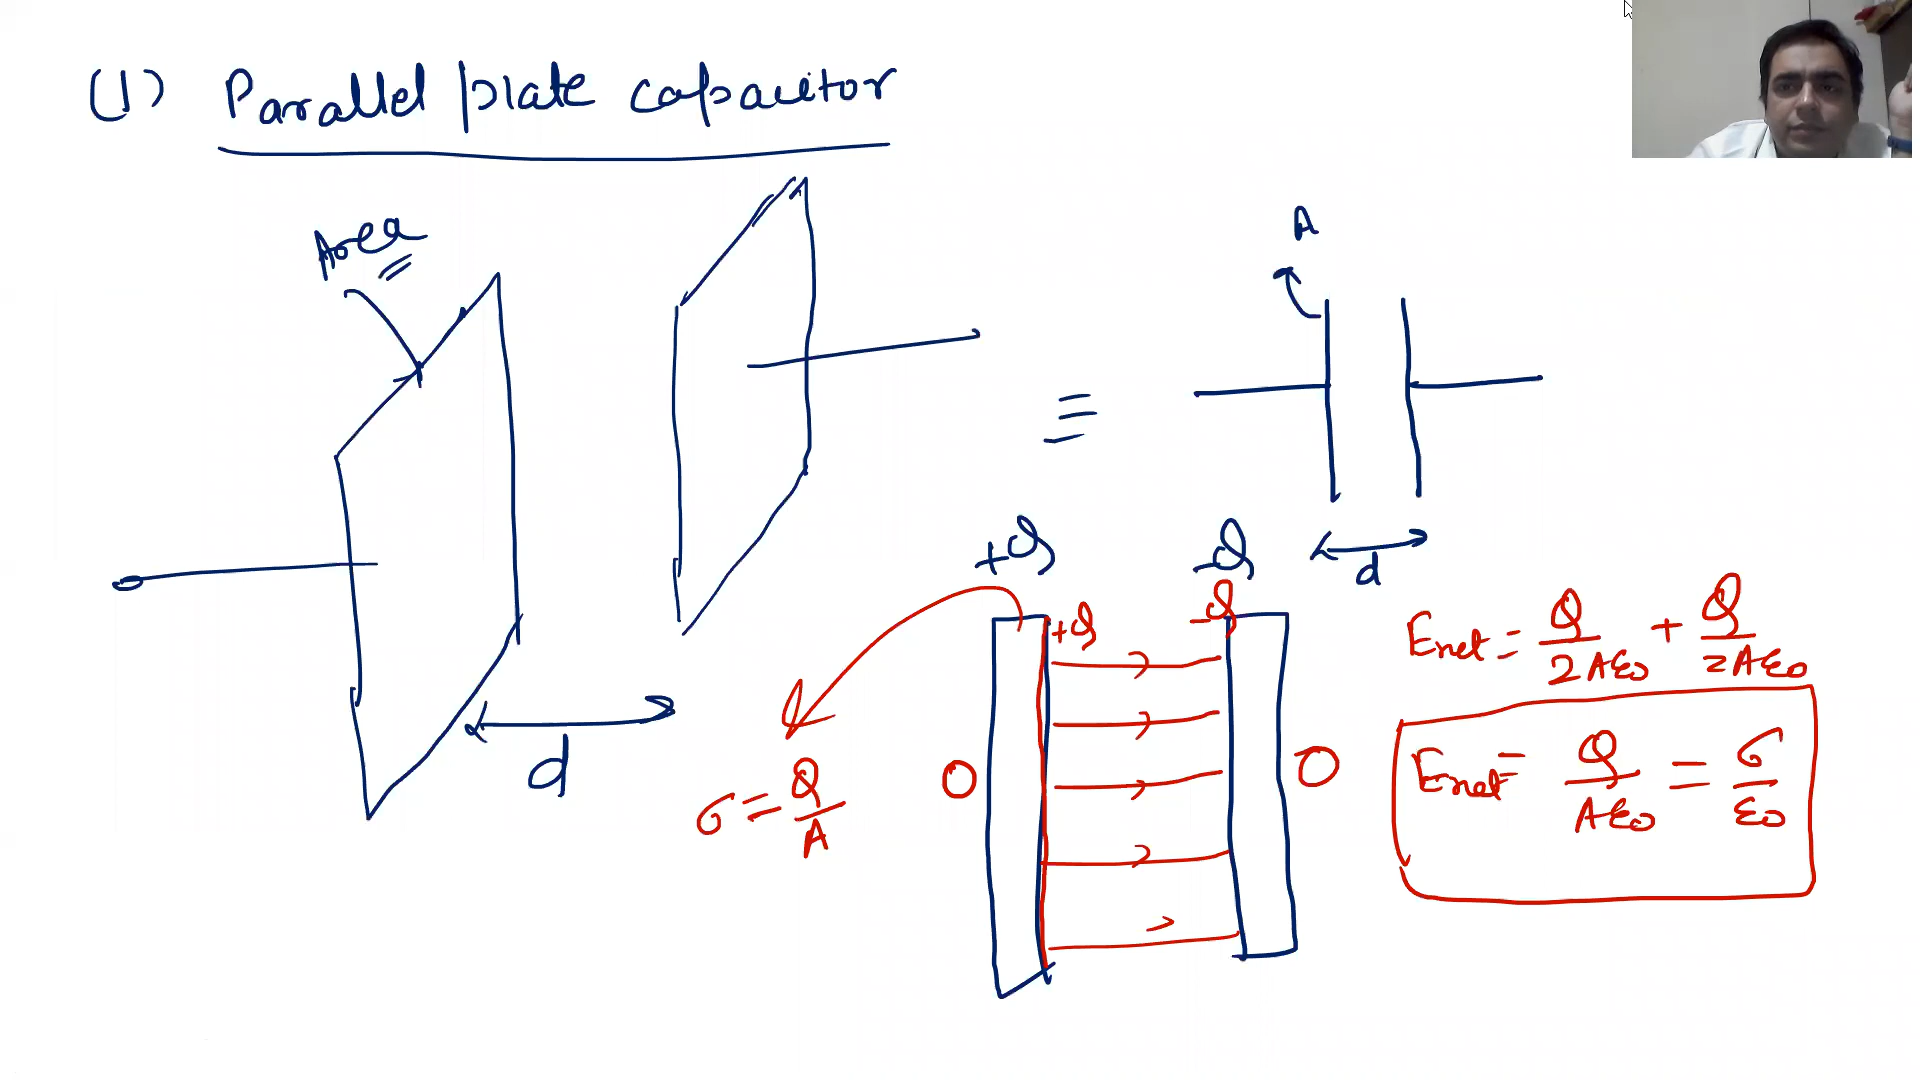 (1) Parallel plate capacitor
Area
A
≡
d
d
+Q
-Q
+Q
-Q
0
0
σ = Q/A
Enet = Q/2Aε0 + Q/2Aε0
Enet = Q/Aε0 = σ/ε0